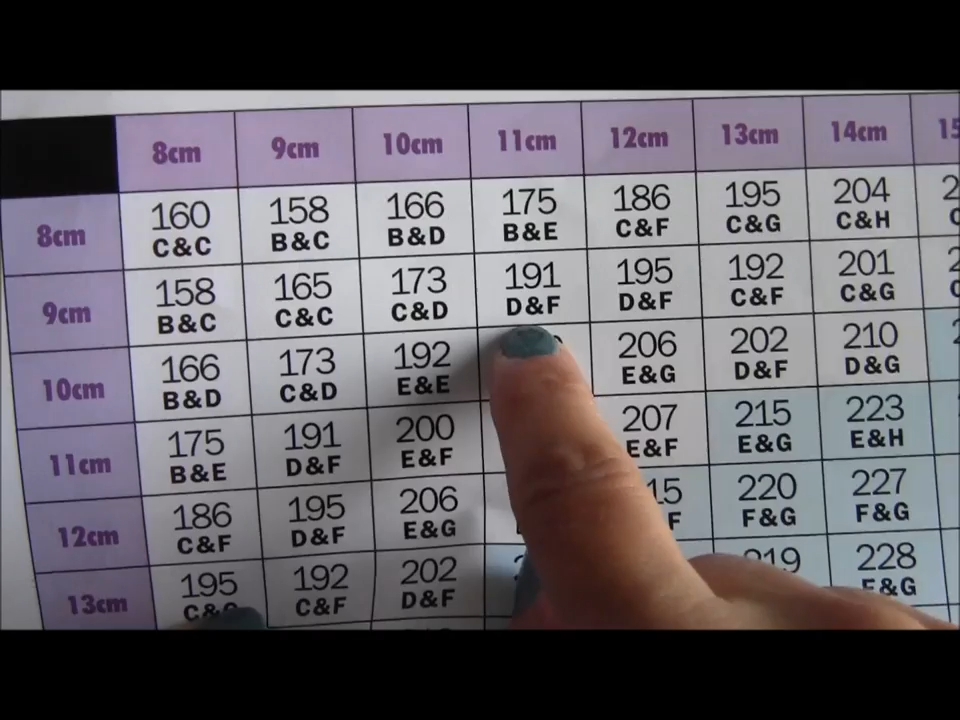 8cm 9cm 10cm 11cm 12cm 13cm 14cm
8cm 160 158 166 175 186 195 204
C&C B&C B&D B&E C&F C&G C&H
9cm 158 165 173 191 195 192 201
B&C C&C C&D D&F D&F C&F C&G
10cm 166 173 192 206 202 210
B&D C&D E&E E&G D&F D&G
11cm 175 191 200 207 215 223
B&E D&F E&F E&F E&G E&H
12cm 186 195 206 220 227
C&F D&F E&G F&G F&G
13cm 195 192 202 228
C&F D&F